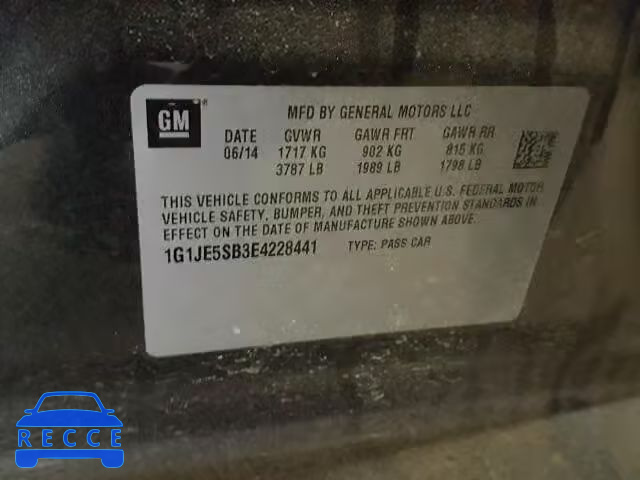 GM ®
MFD BY GENERAL MOTORS LLC
DATE GVWR GAWR FRT GAWR RR
06/14 1717 KG 902 KG 815 KG
3787 LB 1989 LB 1798 LB
THIS VEHICLE CONFORMS TO ALL APPLICABLE U.S. FEDERAL MOTOR
VEHICLE SAFETY, BUMPER, AND THEFT PREVENTION STANDARDS IN
EFFECT ON THE DATE OF MANUFACTURE SHOWN ABOVE.
1G1JE5SB3E4228441 TYPE: PASS CAR
RECCE